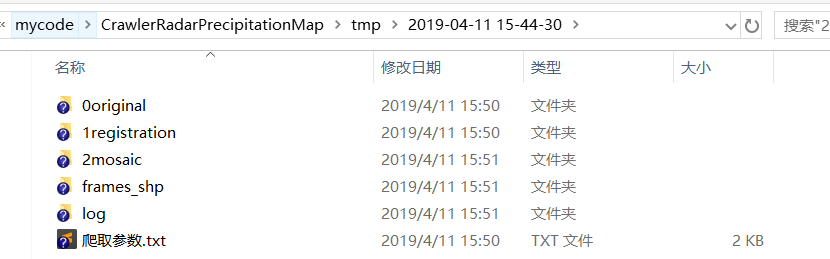 « mycode > CrawlerRadarPrecipitationMap > tmp > 2019-04-11 15-44-30 > 搜索"2
名称 修改日期 类型 大小
0original 2019/4/11 15:50 文件夹
1registration 2019/4/11 15:50 文件夹
2mosaic 2019/4/11 15:51 文件夹
frames_shp 2019/4/11 15:51 文件夹
log 2019/4/11 15:51 文件夹
爬取参数.txt 2019/4/11 15:50 TXT 文件 2 KB